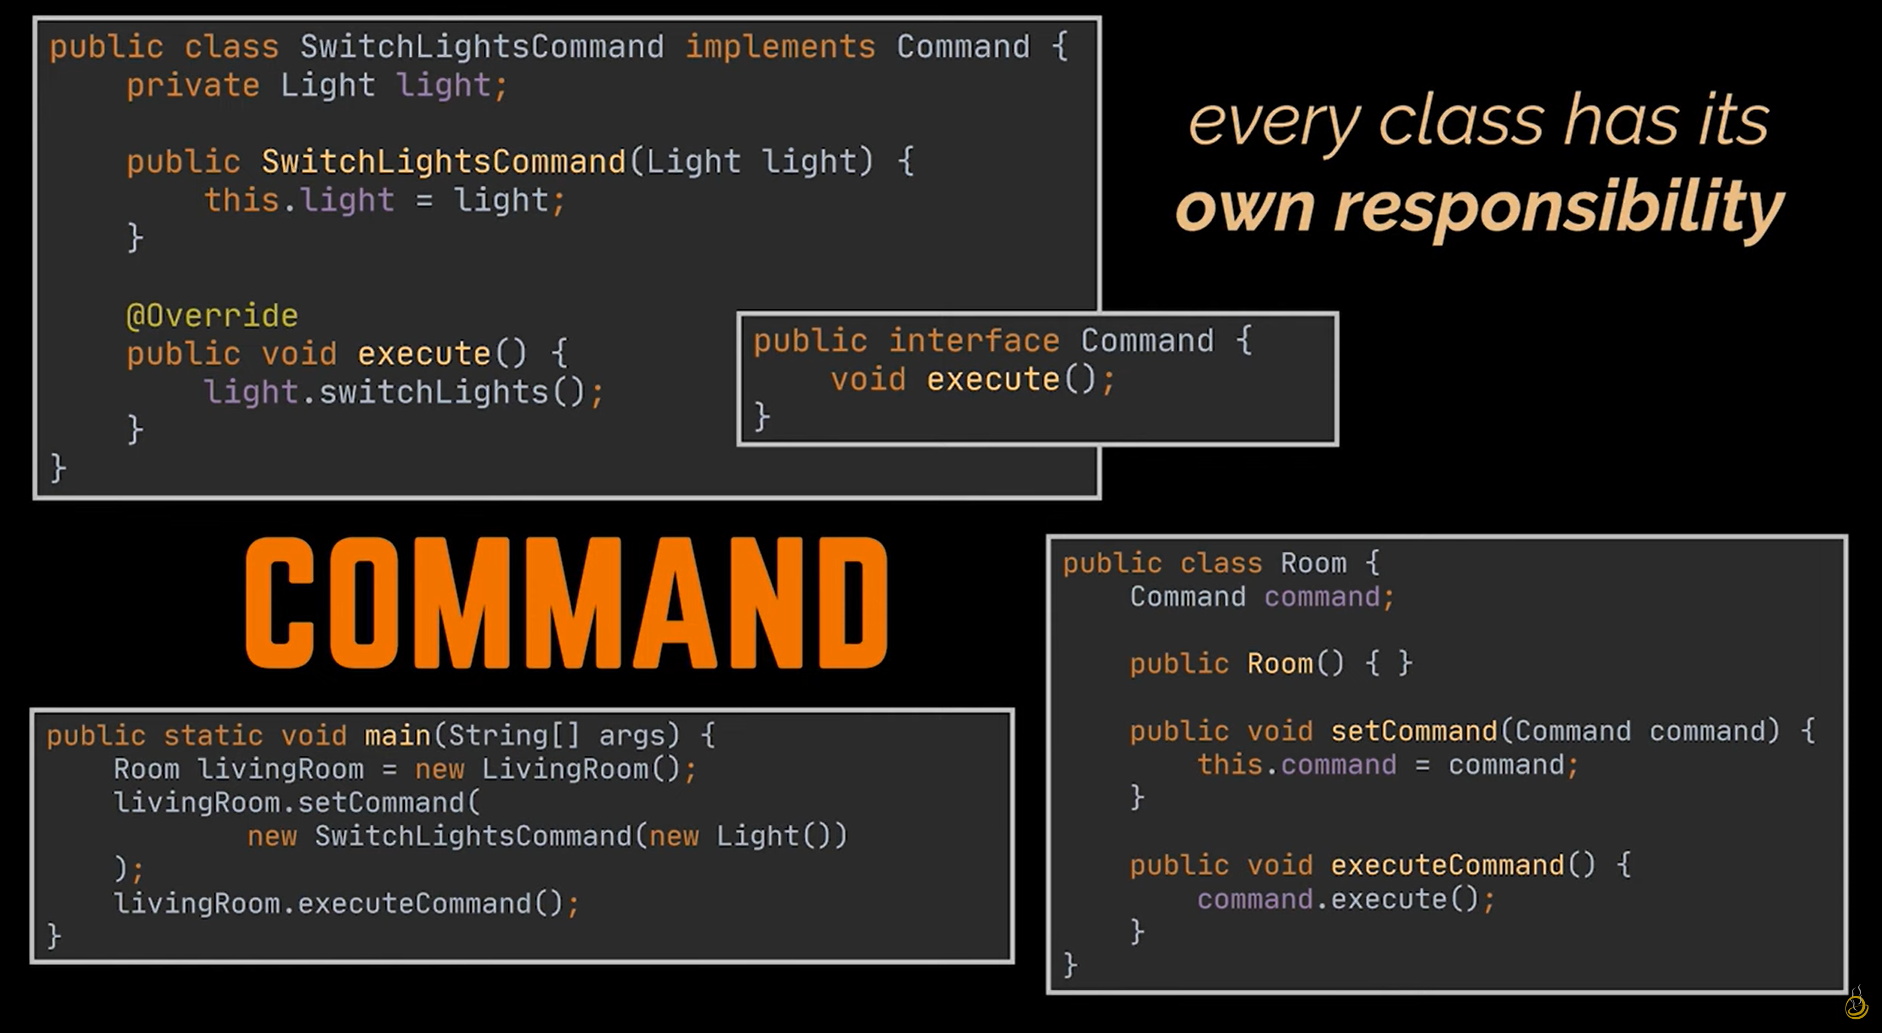 public class SwitchLightsCommand implements Command {
    private Light light;
    public SwitchLightsCommand(Light light) {
        this.light = light;
    }
    @Override
    public void execute() {
        light.switchLights();
    }
}
every class has its
own responsibility
public interface Command {
    void execute();
}
COMMAND
public static void main(String[] args) {
    Room livingRoom = new LivingRoom();
    livingRoom.setCommand(
            new SwitchLightsCommand(new Light())
    );
    livingRoom.executeCommand();
}
public class Room {
    Command command;
    public Room() { }
    public void setCommand(Command command) {
        this.command = command;
    }
    public void executeCommand() {
        command.execute();
    }
}